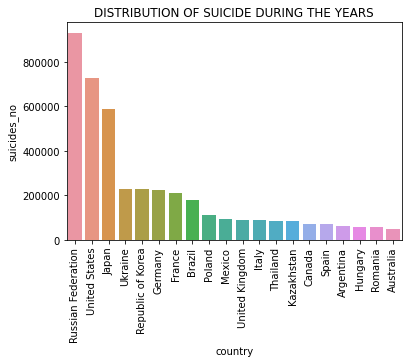 DISTRIBUTION OF SUICIDE DURING THE YEARS
suicides_no
800000
600000
400000
200000
0
Russian Federation
United States
Japan
Ukraine
Republic of Korea
Germany
France
Brazil
Poland
Mexico
United Kingdom
Italy
Thailand
Kazakhstan
Canada
Spain
Argentina
Hungary
Romania
Australia
country